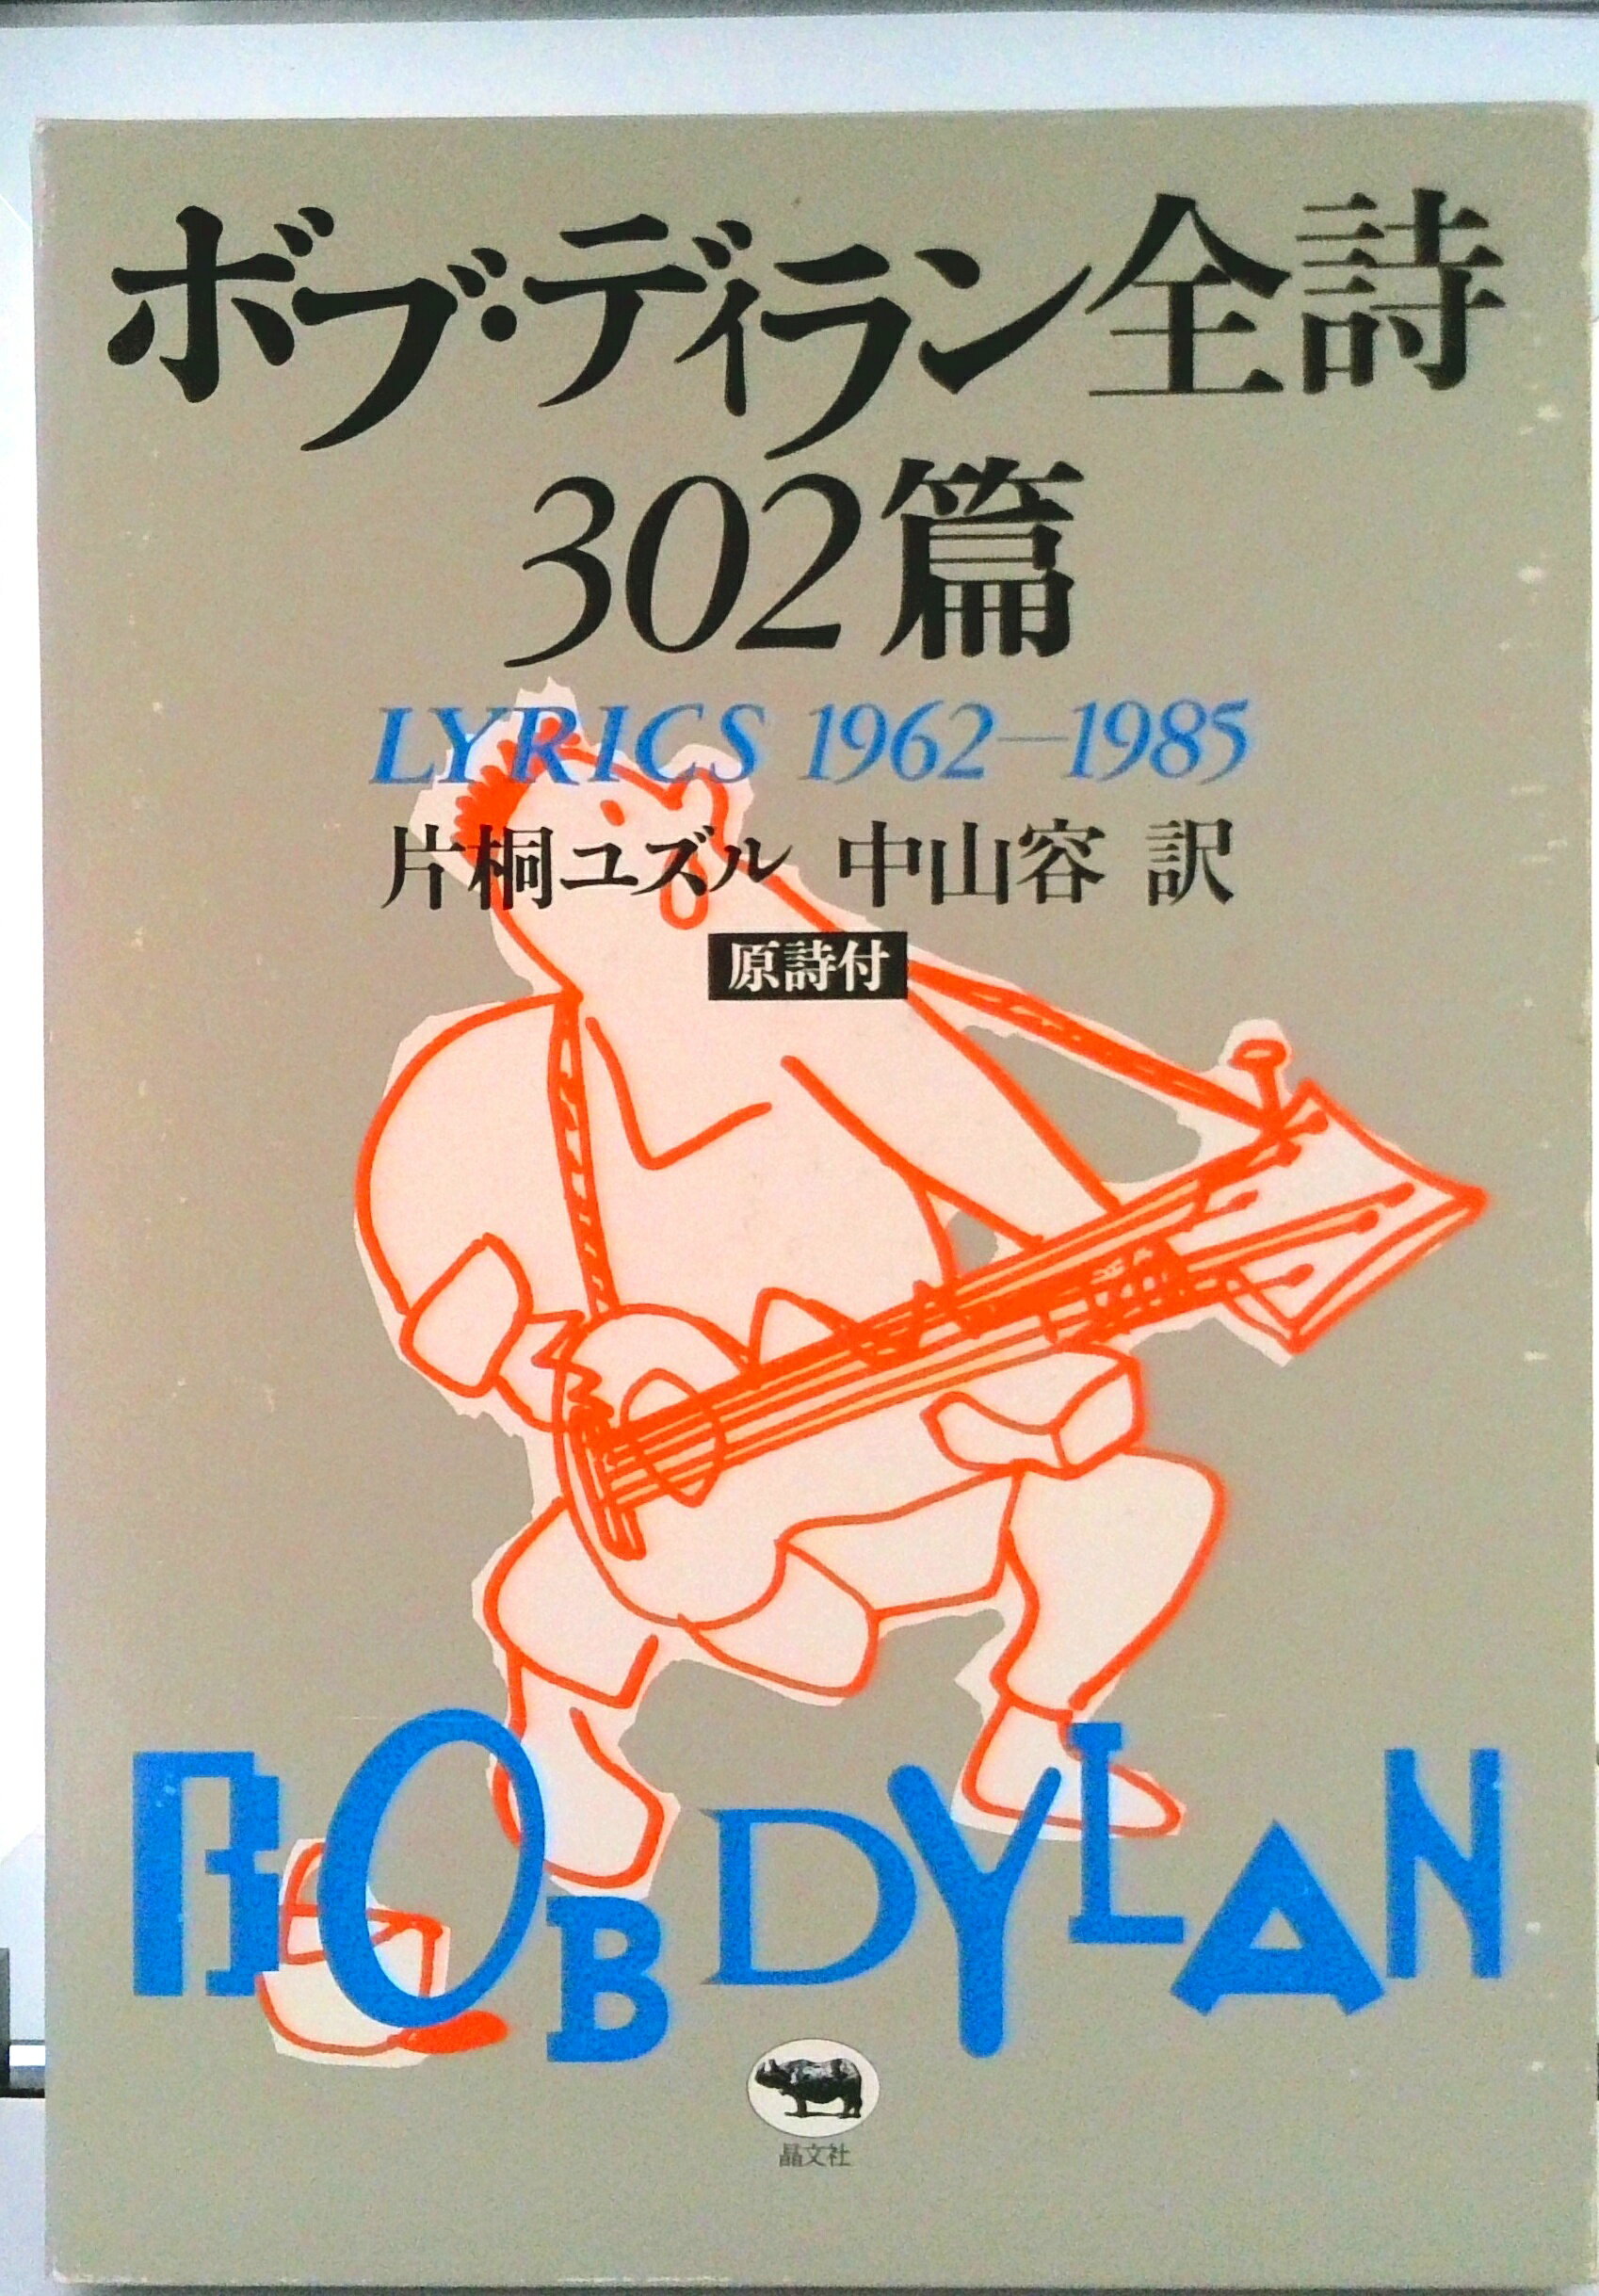 ボブ・ディラン全詩
302篇
LYRICS 1962—1985
片桐ユズル 中山容 訳
原詩付
BOB DYLAN
晶文社